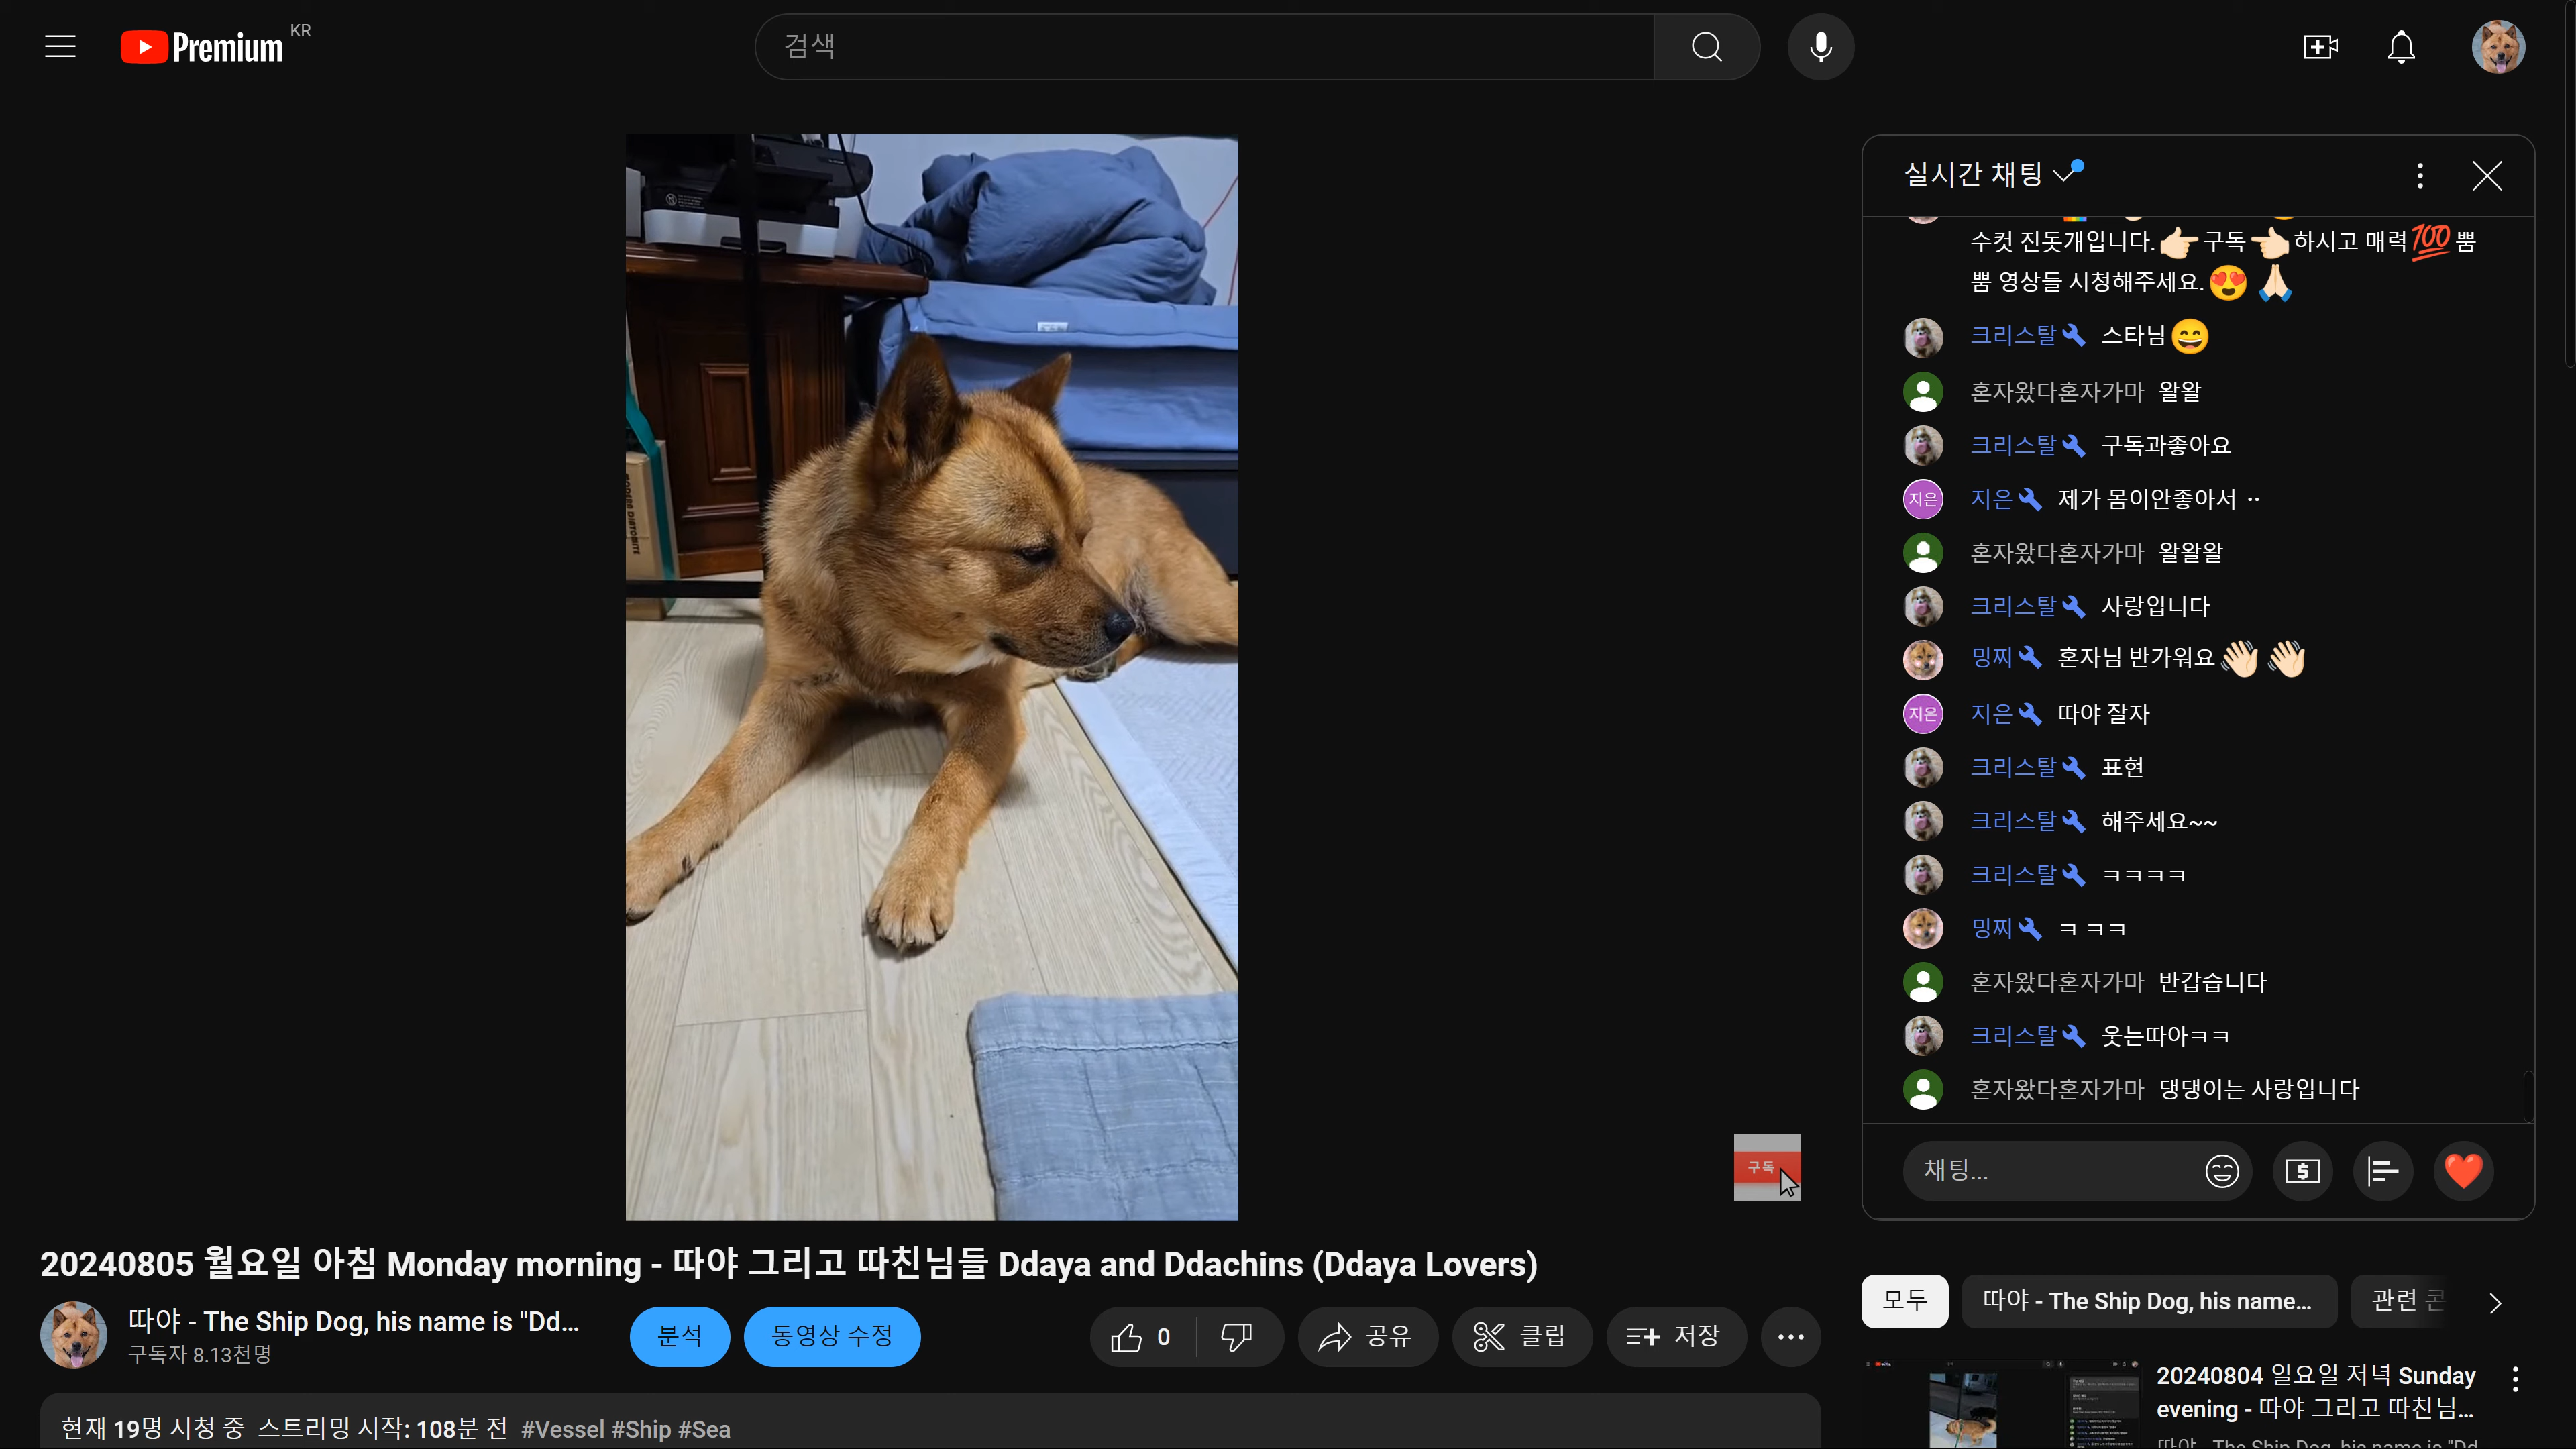 Premium KR
검색
실시간 채팅
수컷 진돗개입니다.👉🏻구독👈🏻하시고 매력💯뿜
뿜 영상들 시청해주세요.😍🙏🏻
크리스탈 스타님😄
혼자왔다혼자가마 왈왈
크리스탈 구독과좋아요
지은 지은 제가 몸이안좋아서 ··
혼자왔다혼자가마 왈왈왈
크리스탈 사랑입니다
밍찌 혼자님 반가워요👋🏻👋🏻
지은 지은 따야 잘자
크리스탈 표현
크리스탈 해주세요~~
크리스탈 ㅋㅋㅋㅋ
밍찌 ㅋ ㅋㅋ
혼자왔다혼자가마 반갑습니다
크리스탈 웃는따아ㅋㅋ
혼자왔다혼자가마 댕댕이는 사랑입니다
채팅...
구독
20240805 월요일 아침 Monday morning - 따야 그리고 따친님들 Ddaya and Ddachins (Ddaya Lovers)
따야 - The Ship Dog, his name is "Dd...
구독자 8.13천명
분석
동영상 수정
0
공유
클립
저장
현재 19명 시청 중 스트리밍 시작: 108분 전 #Vessel #Ship #Sea
모두
따야 - The Ship Dog, his name...
관련
20240804 일요일 저녁 Sunday
evening - 따야 그리고 따친님...